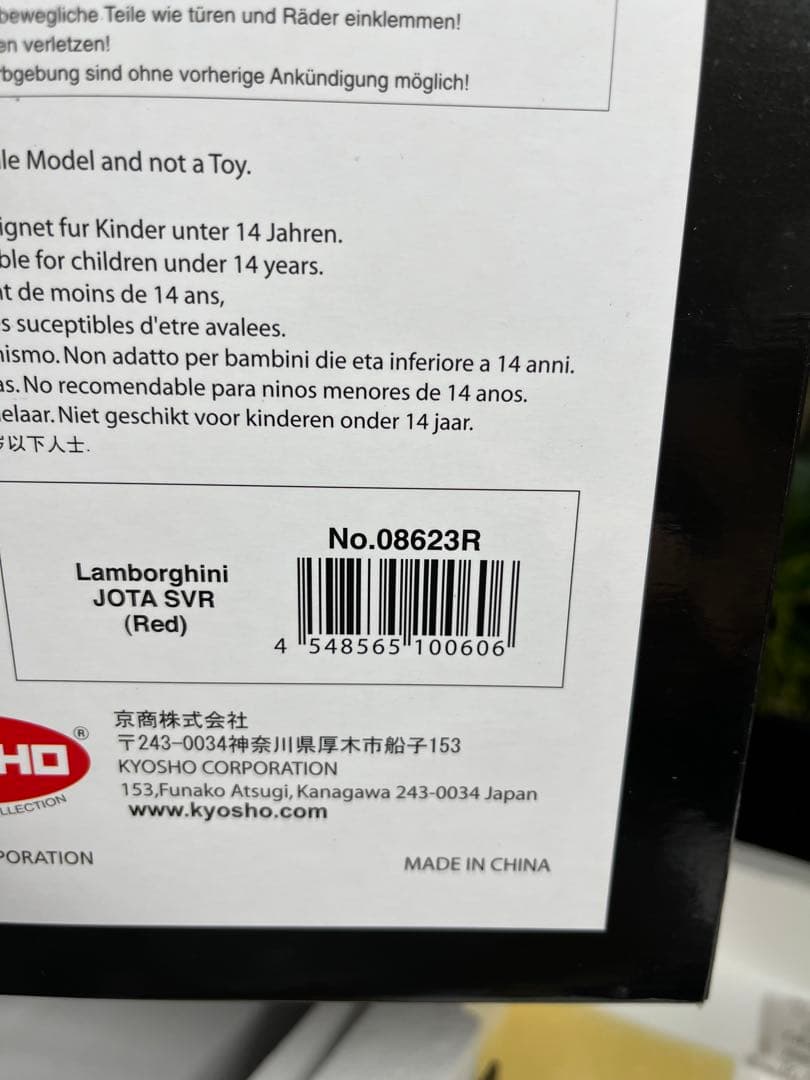 bewegliche Teile wie türen und Räder einklemmen!
en verletzen!
rbgebung sind ohne vorherige Ankündigung möglich!
le Model and not a Toy.
ignet fur Kinder unter 14 Jahren.
ble for children under 14 years.
nt de moins de 14 ans,
s suceptibles d'etre avalees.
nismo. Non adatto per bambini die eta inferiore a 14 anni.
as. No recomendable para ninos menores de 14 anos.
elaar. Niet geschikt voor kinderen onder 14 jaar.
以下人士.
No.08623R
Lamborghini
JOTA SVR
(Red)
4 548565 100606
京商株式会社
〒243-0034神奈川県厚木市船子153
KYOSHO CORPORATION
153,Funako Atsugi, Kanagawa 243-0034 Japan
www.kyosho.com
HO ®
LLECTION
PORATION
MADE IN CHINA